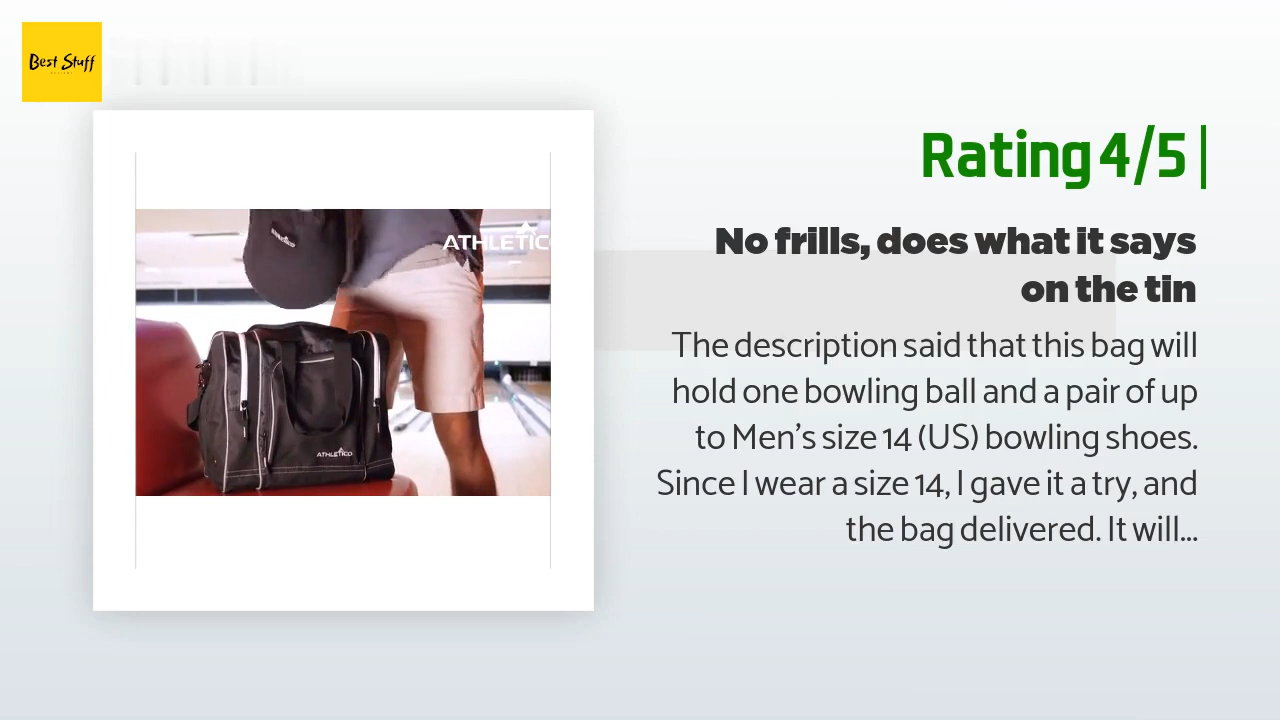 Best Stuff
Rating 4/5 |
No frills, does what it says
on the tin
The description said that this bag will
hold one bowling ball and a pair of up
to Men's size 14 (US) bowling shoes.
Since I wear a size 14, I gave it a try, and
the bag delivered. It will...
ATHLETICO
ATHLETICO
ATHLETICO